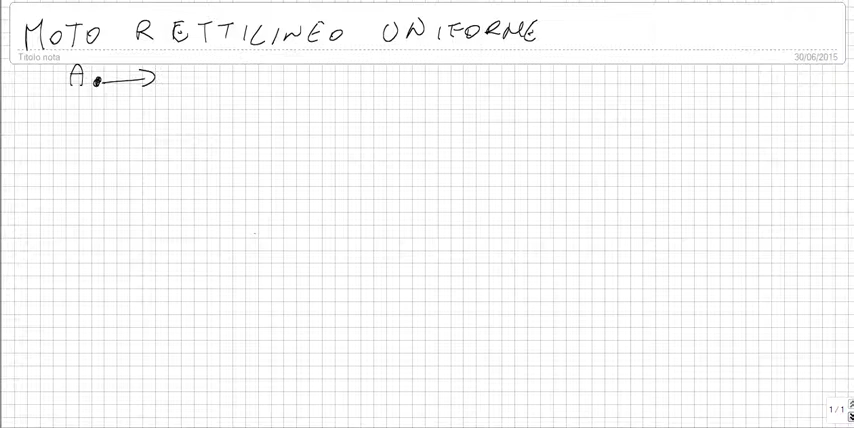 MOTO RETTILINEO UNIFORME
Titolo nota 30/06/2015
A
1 / 1